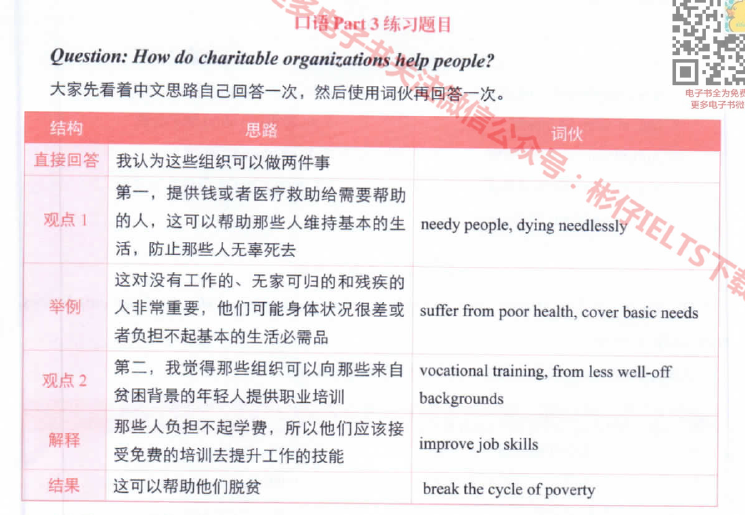 口语 Part 3 练习题目
Question: How do charitable organizations help people?
大家先看着中文思路自己回答一次，然后使用词伙再回答一次。
电子书全为免费
更多电子书微
结构 思路 词伙
直接回答 我认为这些组织可以做两件事
观点 1
第一，提供钱或者医疗救助给需要帮助
的人，这可以帮助那些人维持基本的生
活，防止那些人无辜死去
needy people, dying needlessly
举例
这对没有工作的、无家可归的和残疾的
人非常重要，他们可能身体状况很差或
者负担不起基本的生活必需品
suffer from poor health, cover basic needs
观点 2
第二，我觉得那些组织可以向那些来自
贫困背景的年轻人提供职业培训
vocational training, from less well-off
backgrounds
解释
那些人负担不起学费，所以他们应该接
受免费的培训去提升工作的技能
improve job skills
结果 这可以帮助他们脱贫 break the cycle of poverty
多电子书关注微信公众号：彬仔IELTS下载